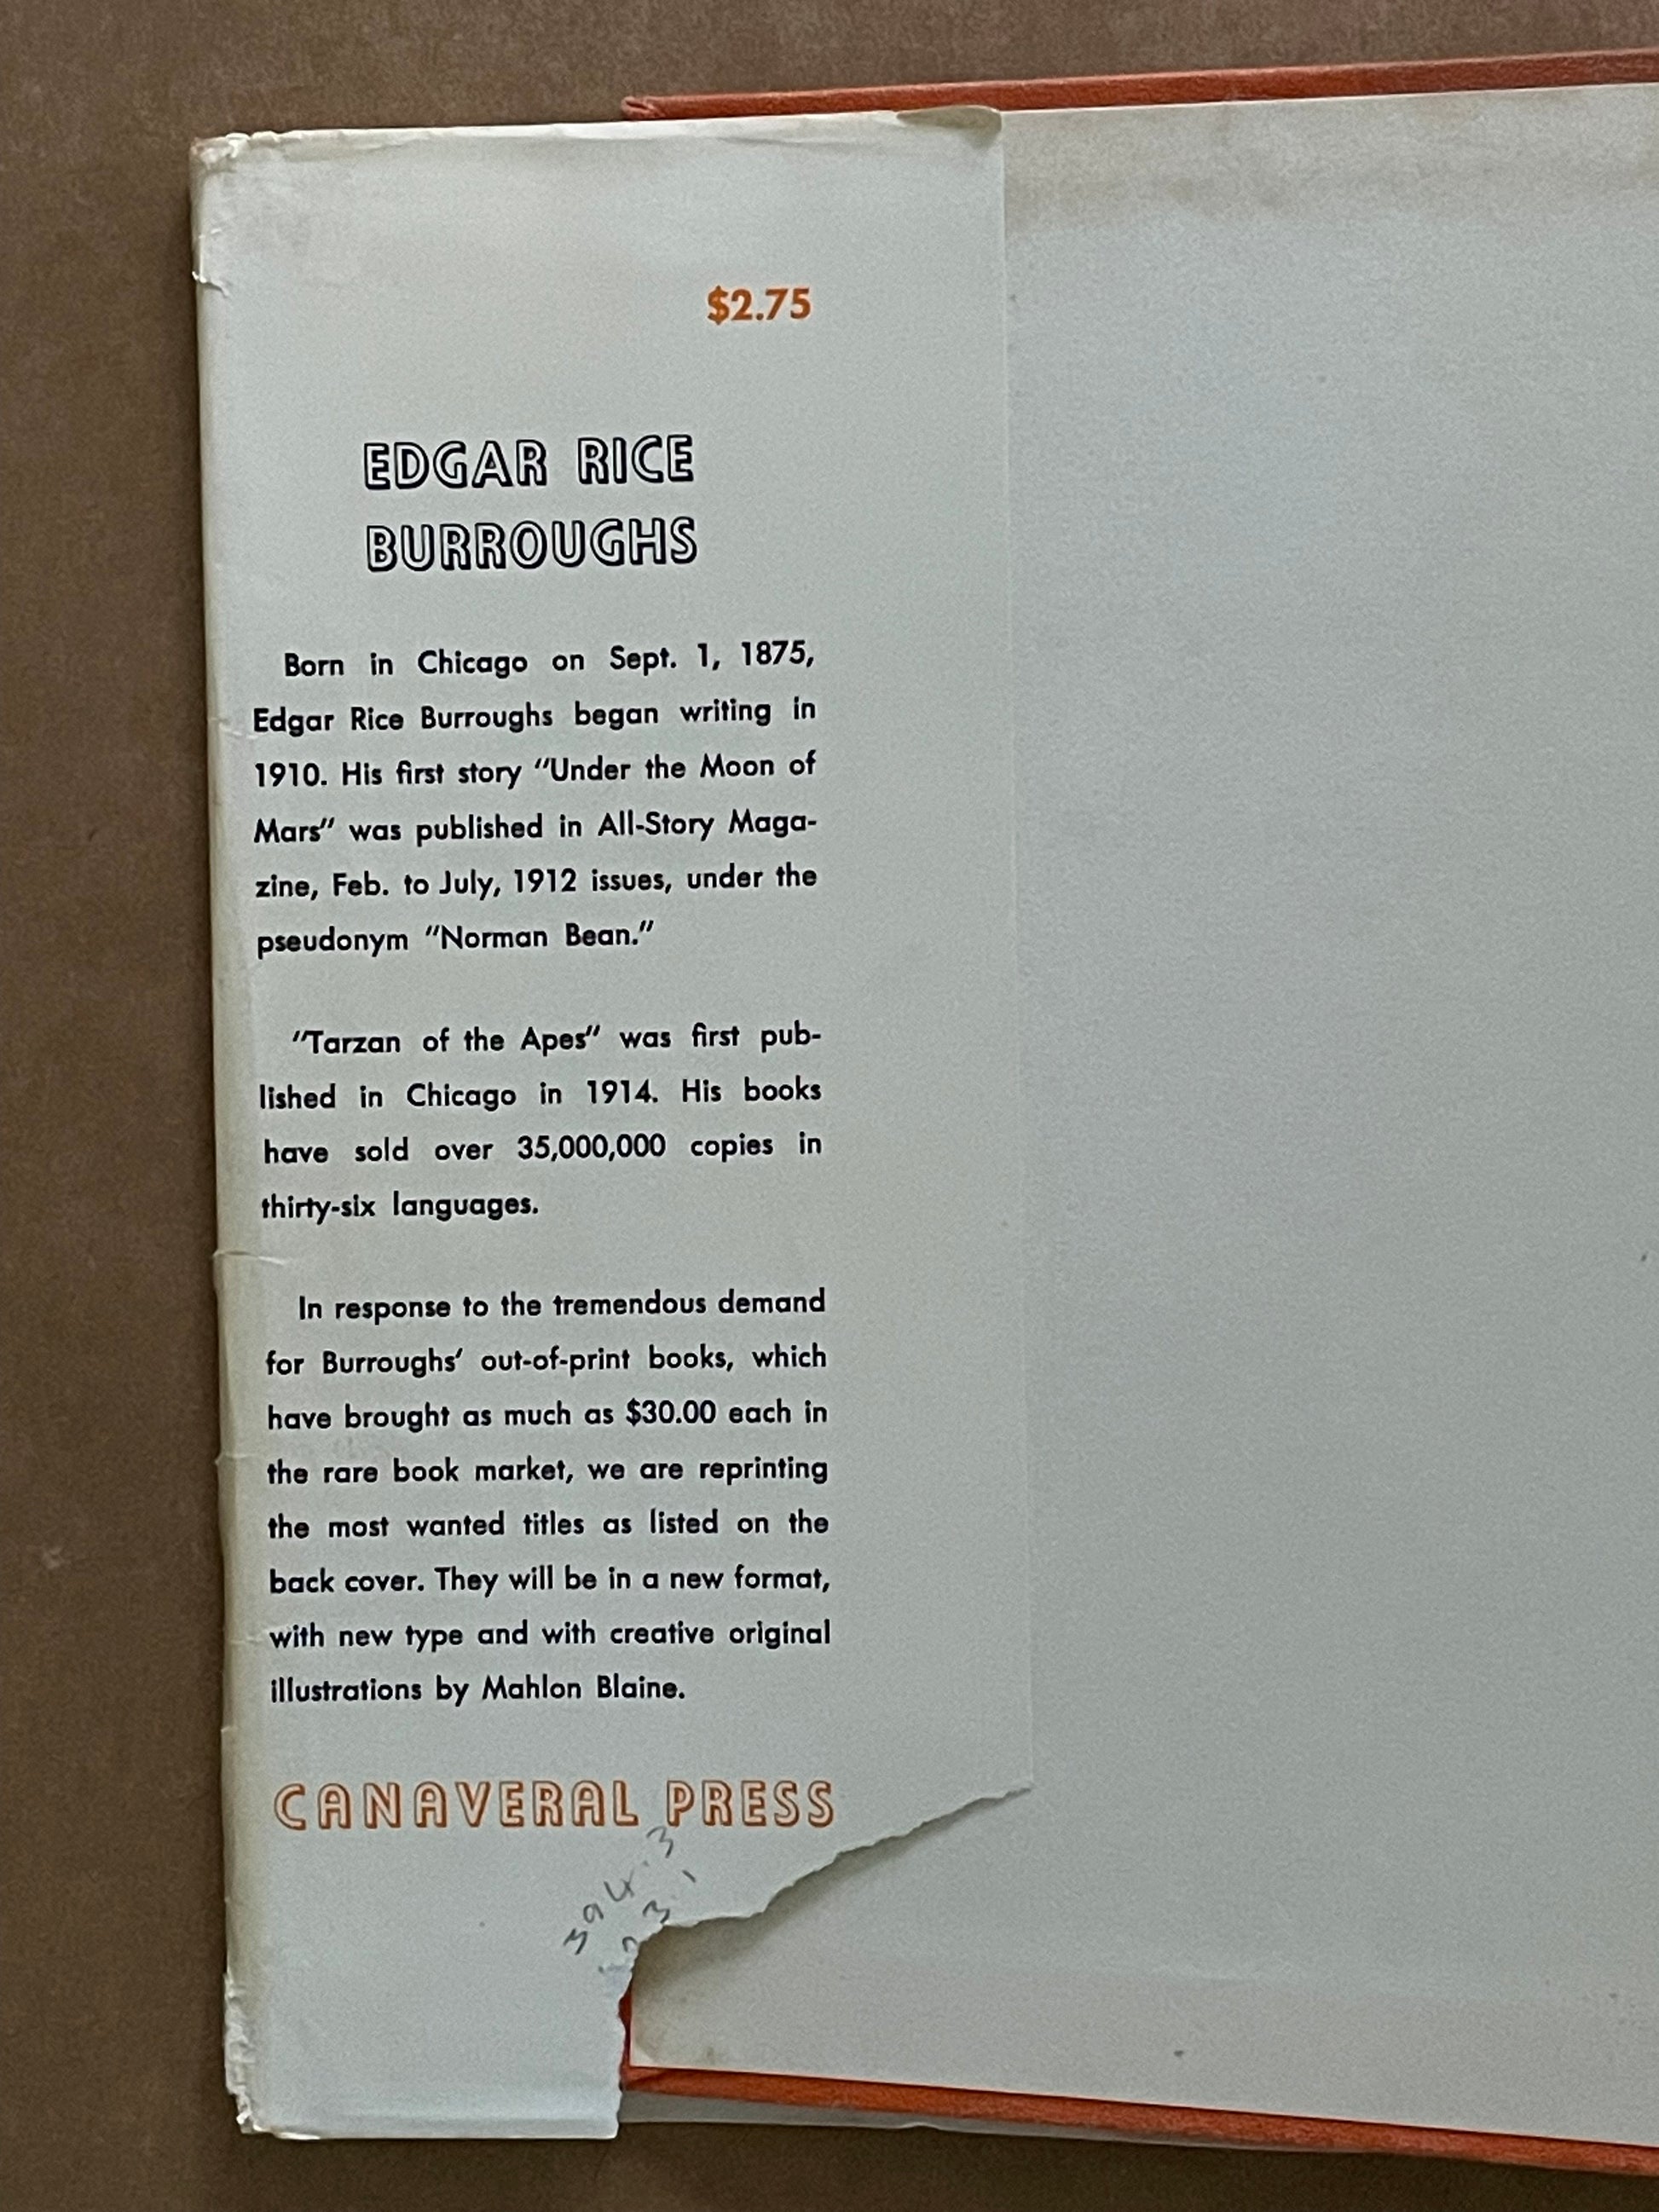 $2.75
EDGAR RICE
BURROUGHS
Born in Chicago on Sept. 1, 1875,
Edgar Rice Burroughs began writing in
1910. His first story "Under the Moon of
Mars" was published in All-Story Maga-
zine, Feb. to July, 1912 issues, under the
pseudonym "Norman Bean."
"Tarzan of the Apes" was first pub-
lished in Chicago in 1914. His books
have sold over 35,000,000 copies in
thirty-six languages.
In response to the tremendous demand
for Burroughs' out-of-print books, which
have brought as much as $30.00 each in
the rare book market, we are reprinting
the most wanted titles as listed on the
back cover. They will be in a new format,
with new type and with creative original
illustrations by Mahlon Blaine.
CANAVERAL PRESS
394.3